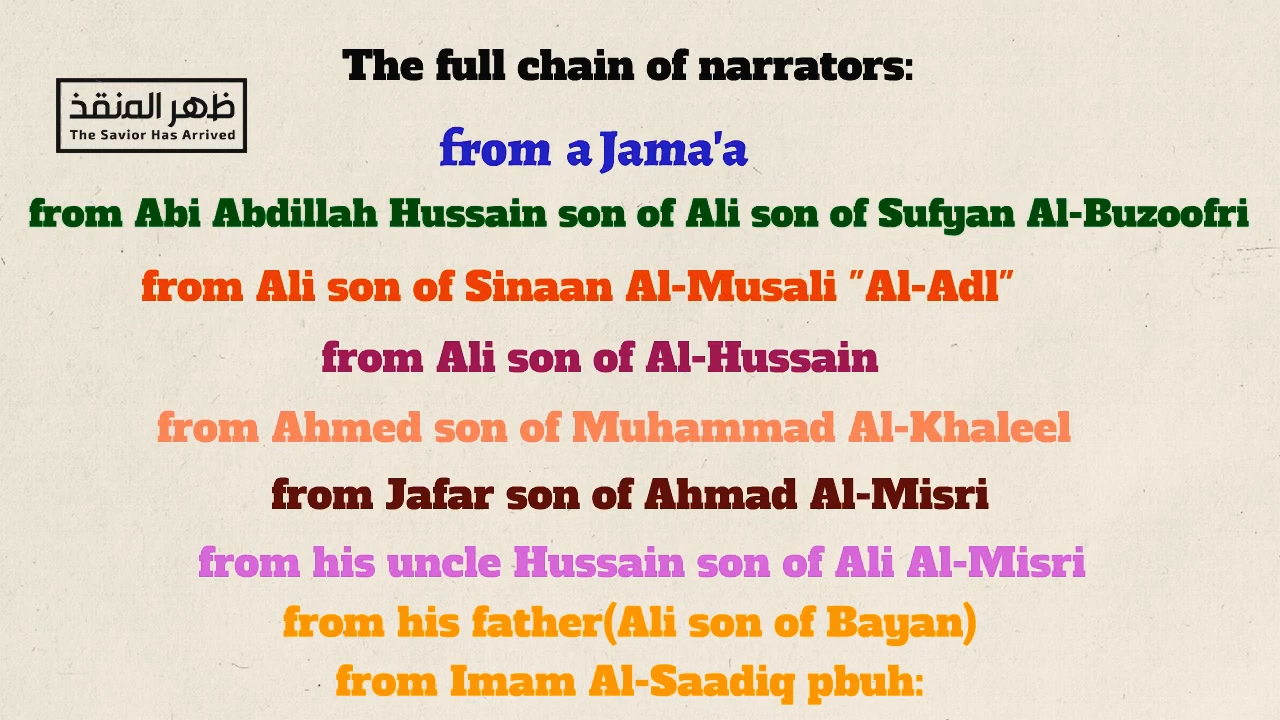 The full chain of narrators:
ظهر المنقذ
The Savior Has Arrived
from a Jama'a
from Abi Abdillah Hussain son of Ali son of Sufyan Al-Buzoofri
from Ali son of Sinaan Al-Musali "Al-Adl"
from Ali son of Al-Hussain
from Ahmed son of Muhammad Al-Khaleel
from Jafar son of Ahmad Al-Misri
from his uncle Hussain son of Ali Al-Misri
from his father(Ali son of Bayan)
from Imam Al-Saadiq pbuh: